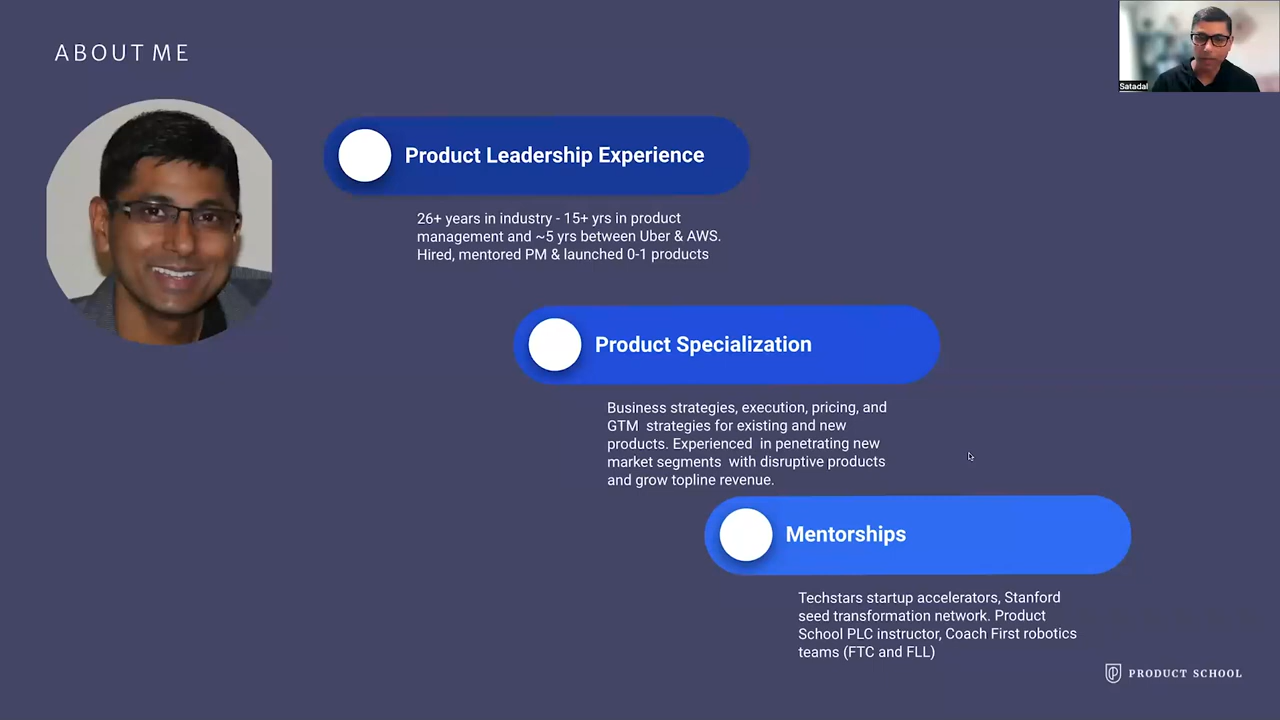 ABOUT ME
Satadal
Product Leadership Experience
26+ years in industry - 15+ yrs in product
management and ~5 yrs between Uber & AWS.
Hired, mentored PM & launched 0-1 products
Product Specialization
Business strategies, execution, pricing, and
GTM strategies for existing and new
products. Experienced in penetrating new
market segments with disruptive products
and grow topline revenue.
Mentorships
Techstars startup accelerators, Stanford
seed transformation network. Product
School PLC instructor, Coach First robotics
teams (FTC and FLL)
PRODUCT SCHOOL